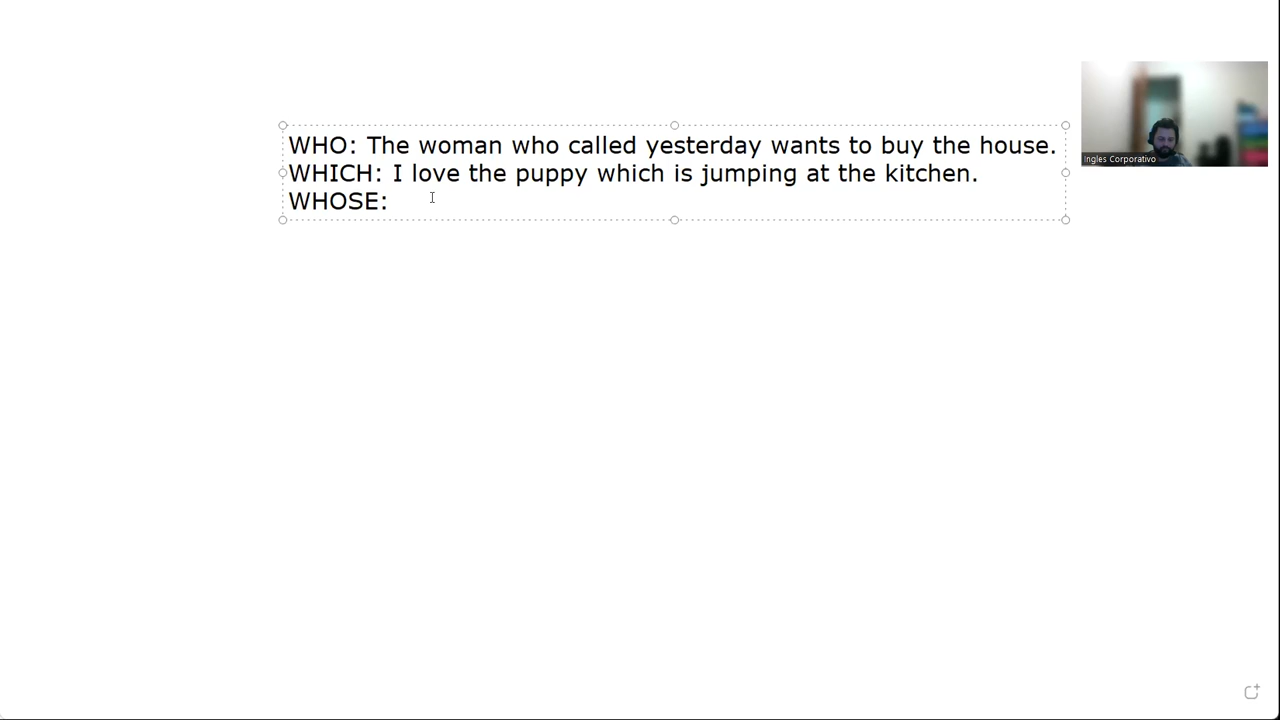 WHO: The woman who called yesterday wants to buy the house.
WHICH: I love the puppy which is jumping at the kitchen.
WHOSE:
Ingles Corporativo